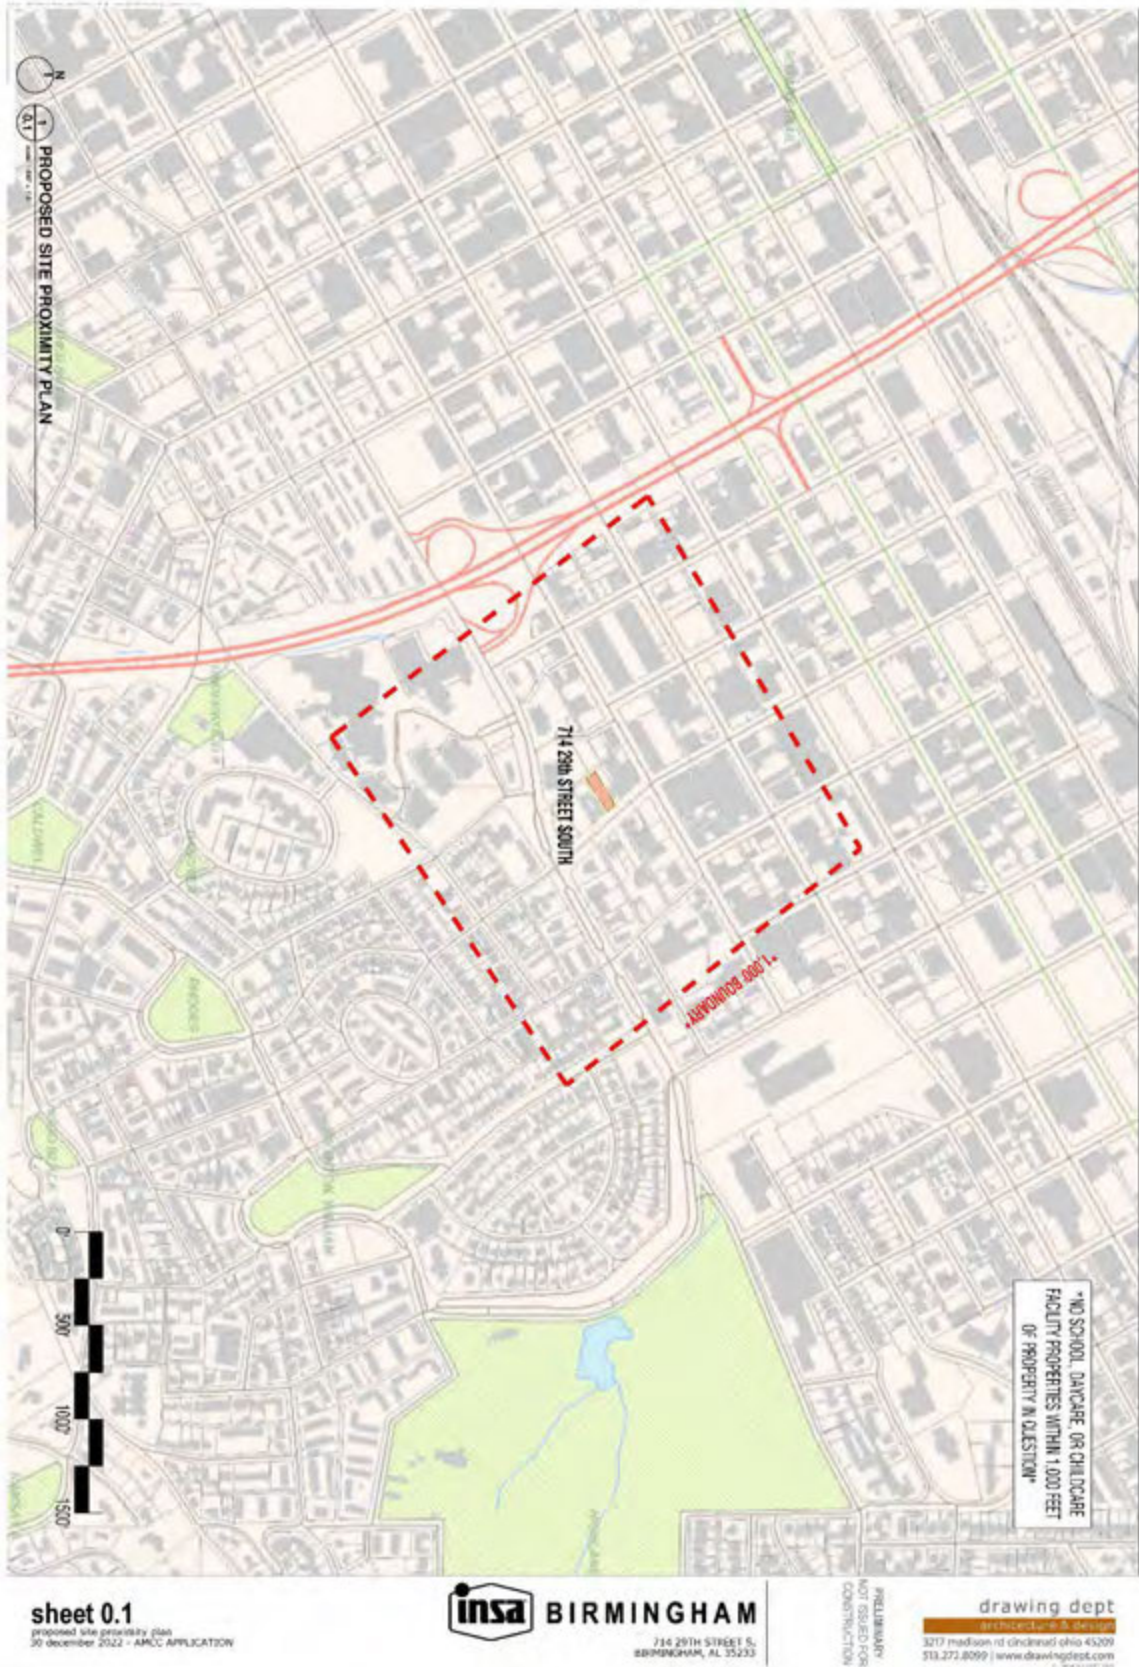 N
1
0.1
PROPOSED SITE PROXIMITY PLAN
714 29th STREET SOUTH
*1,000 BOUNDARY*
*NO SCHOOL, DAYCARE, OR CHILDCARE
FACILITY PROPERTIES WITHIN 1,000 FEET
OF PROPERTY IN QUESTION*
0'
500'
1000'
1500'
sheet 0.1
proposed site proximity plan
30 december 2022 - AMCC APPLICATION
insa BIRMINGHAM
714 29TH STREET S.
BIRMINGHAM, AL 35233
PRELIMINARY
NOT ISSUED FOR
CONSTRUCTION
drawing dept
architecture & design
3217 madison rd cincinnati ohio 45209
513.272.8099 | www.drawingdept.com